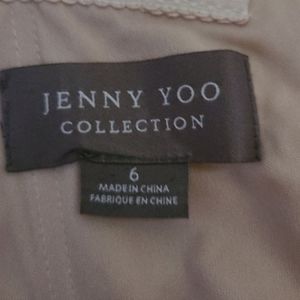 JENNY YOO
COLLECTION
6
MADE IN CHINA
FABRIQUE EN CHINE